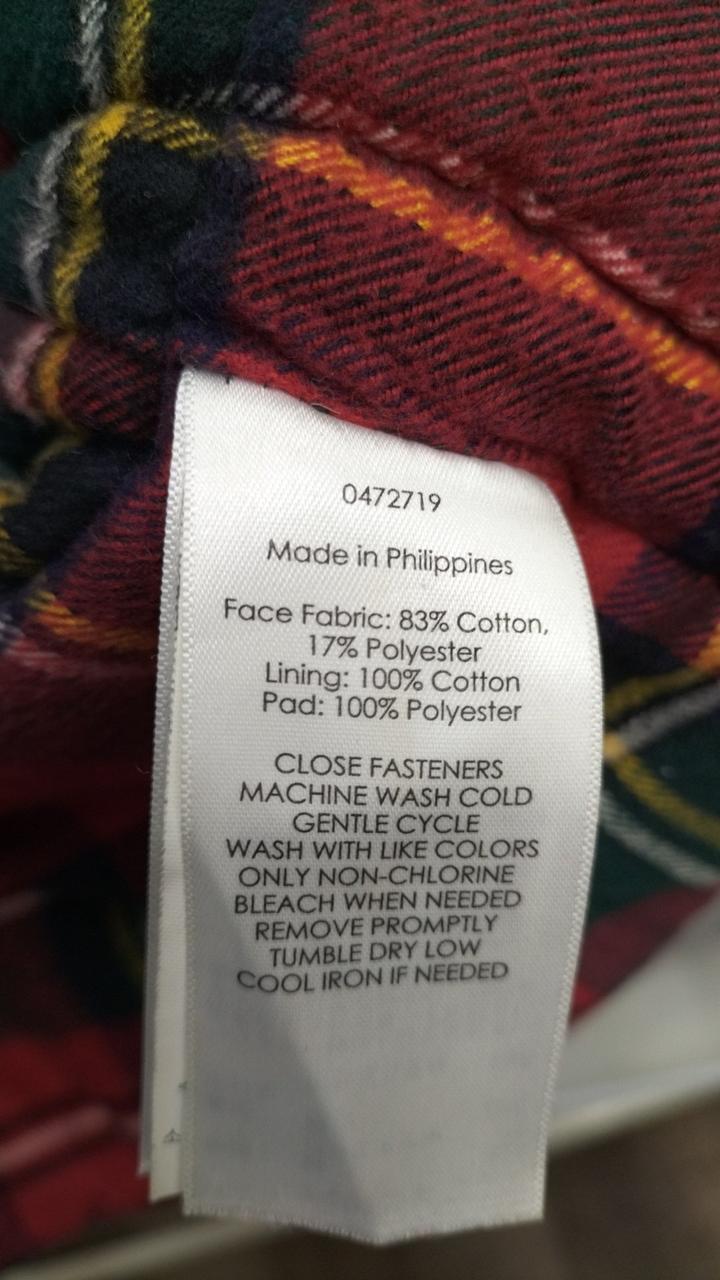 0472719
Made in Philippines
Face Fabric: 83% Cotton,
17% Polyester
Lining: 100% Cotton
Pad: 100% Polyester
CLOSE FASTENERS
MACHINE WASH COLD
GENTLE CYCLE
WASH WITH LIKE COLORS
ONLY NON-CHLORINE
BLEACH WHEN NEEDED
REMOVE PROMPTLY
TUMBLE DRY LOW
COOL IRON IF NEEDED